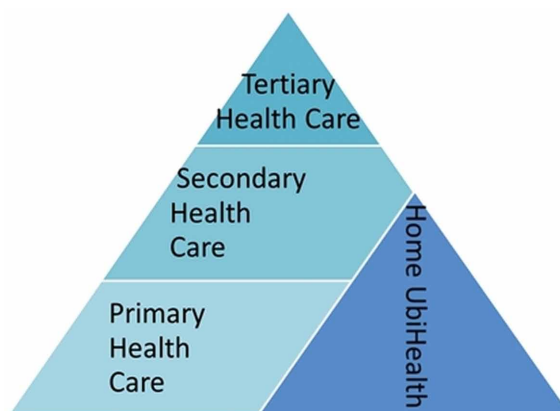 Tertiary
Health Care
Secondary
Health
Care
Primary
Health
Care
Home UbiHealth